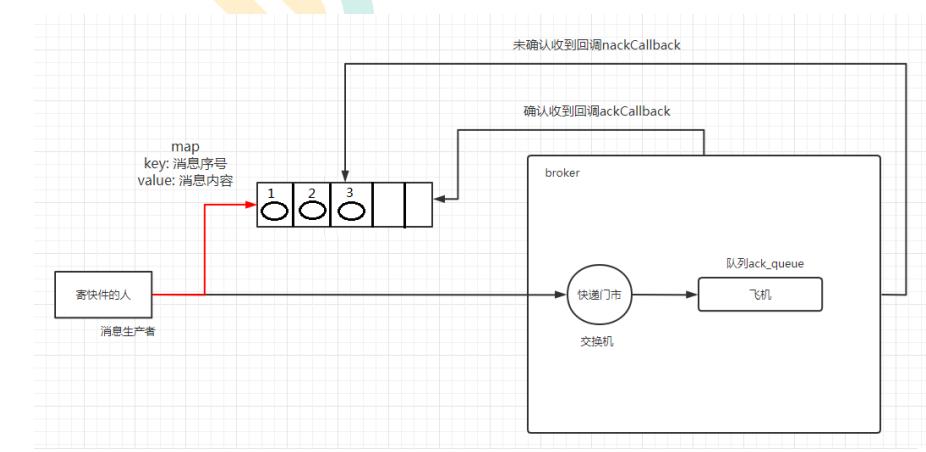 未确认收到回调nackCallback
确认收到回调ackCallback
map
key: 消息序号
value: 消息内容
1 2 3
broker
队列ack_queue
寄快件的人
快递门市
飞机
消息生产者
交换机